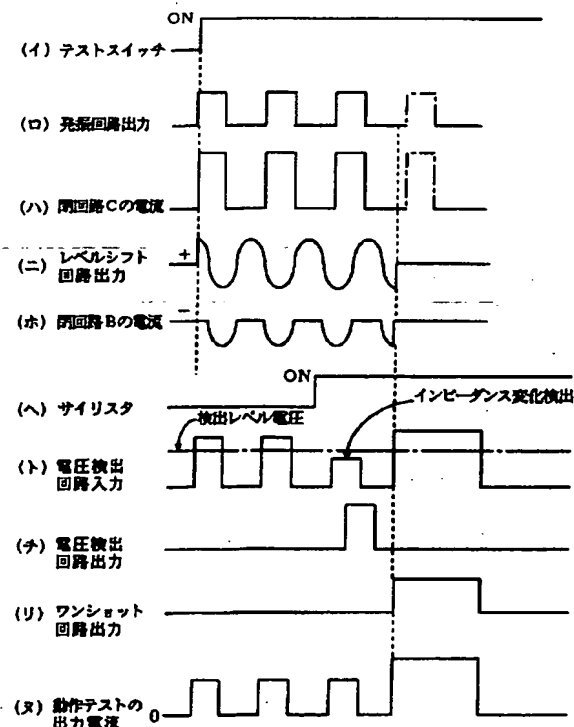 ON
(イ) テストスイッチ
(ロ) 発振回路出力
(ハ) 閉回路Cの電流
(ニ) レベルシフト
回路出力
+
(ホ) 閉回路Bの電流
−
ON
(ヘ) サイリスタ
検出レベル電圧
インピーダンス変化検出
(ト) 電圧検出
回路入力
(チ) 電圧検出
回路出力
(リ) ワンショット
回路出力
(ヌ) 動作テストの
出力電流
0